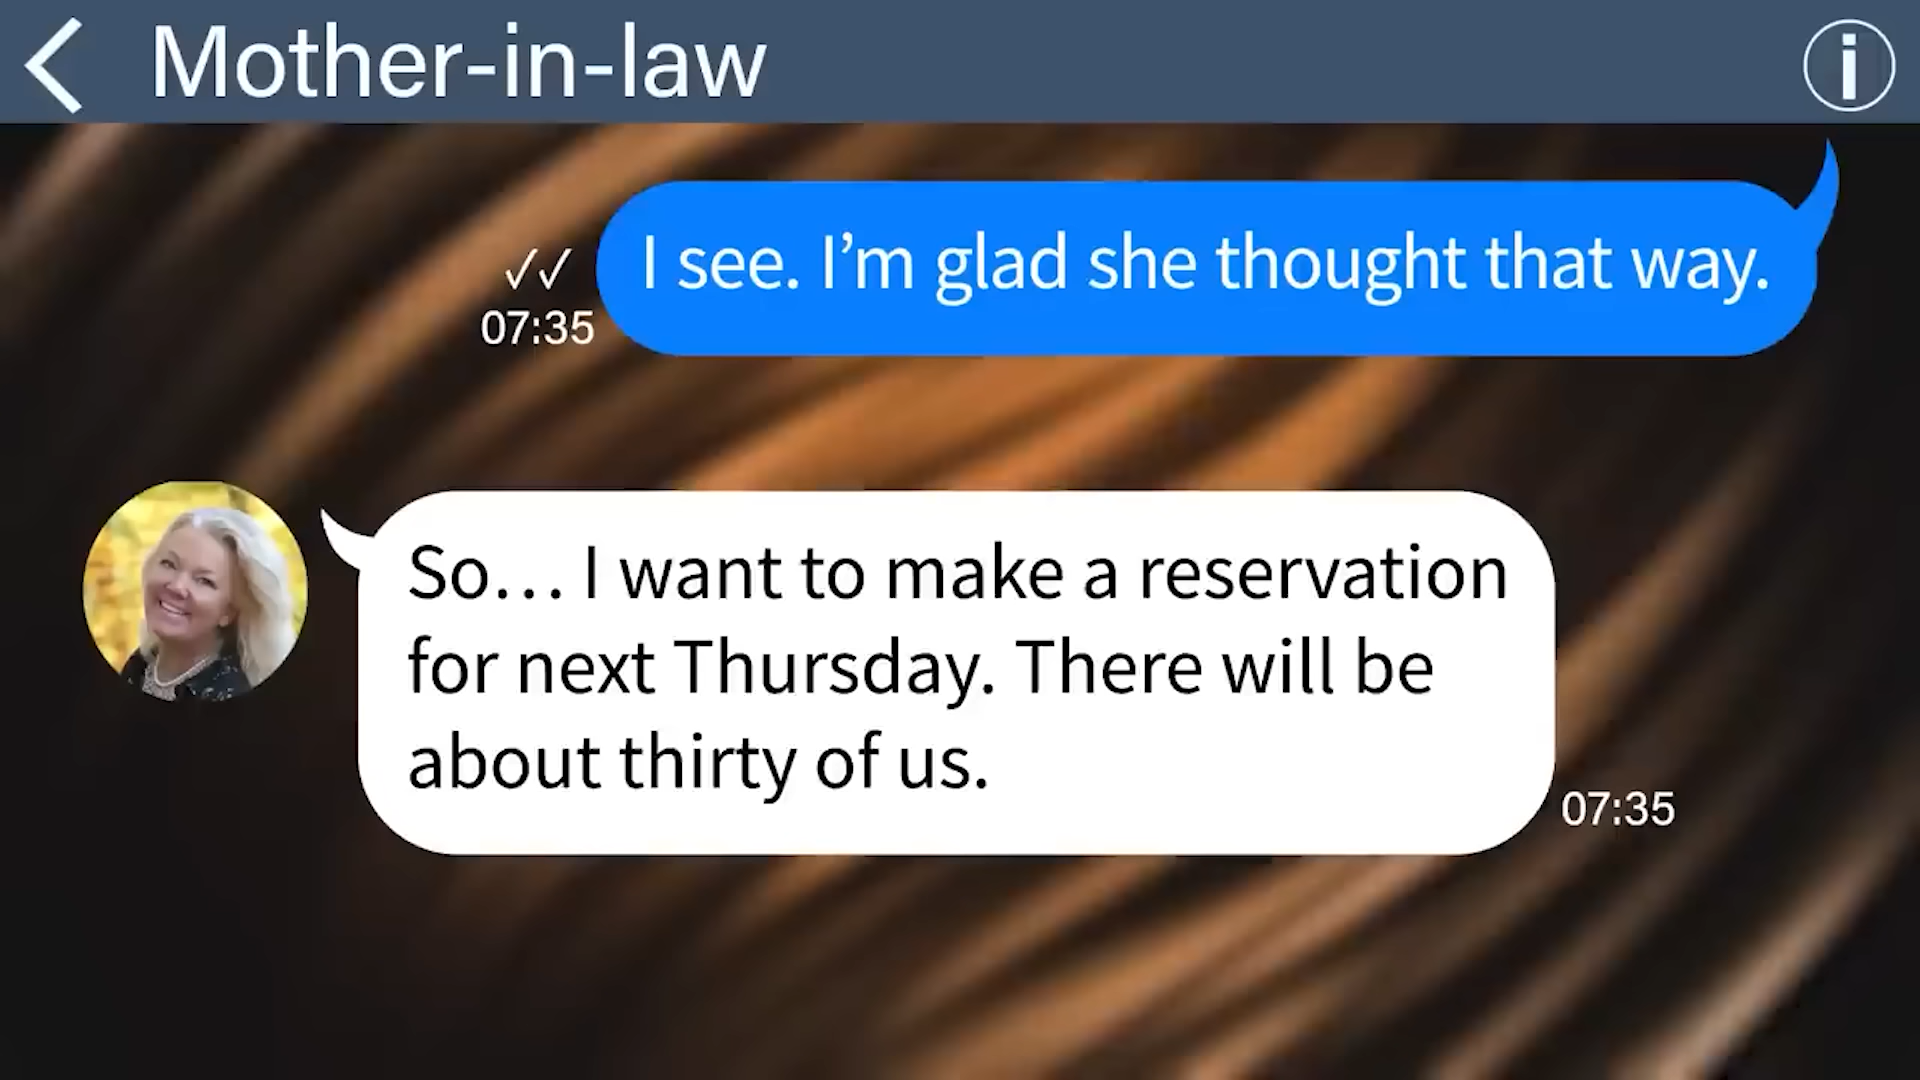 Mother-in-law
I see. I’m glad she thought that way.
✓✓
07:35
So… I want to make a reservation
for next Thursday. There will be
about thirty of us.
07:35